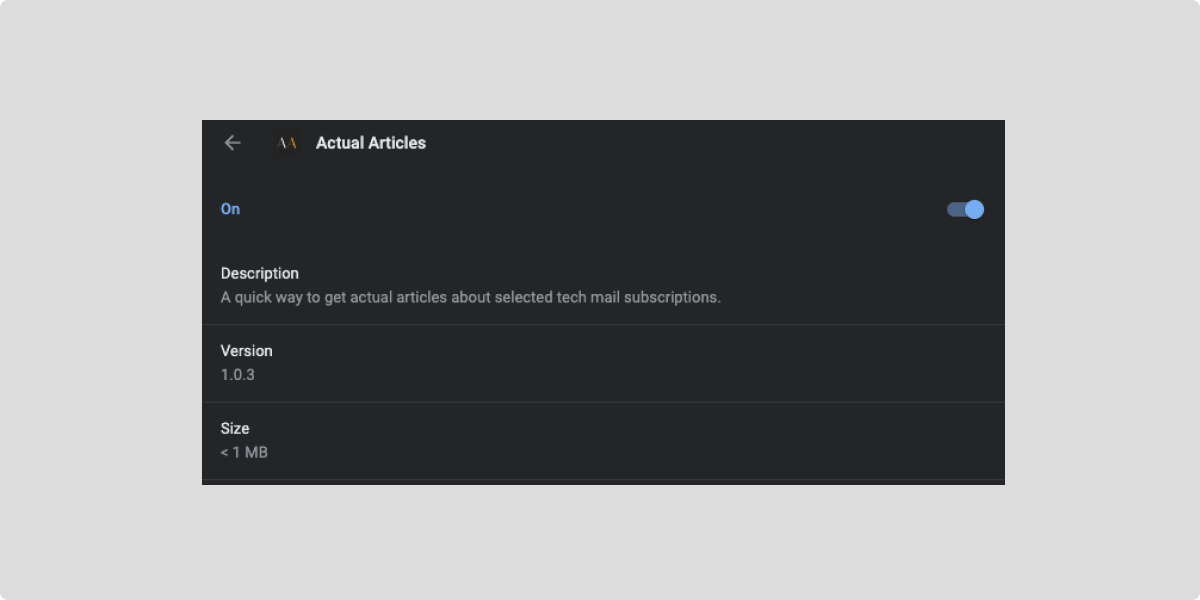 AA Actual Articles
On
Description
A quick way to get actual articles about selected tech mail subscriptions.
Version
1.0.3
Size
< 1 MB